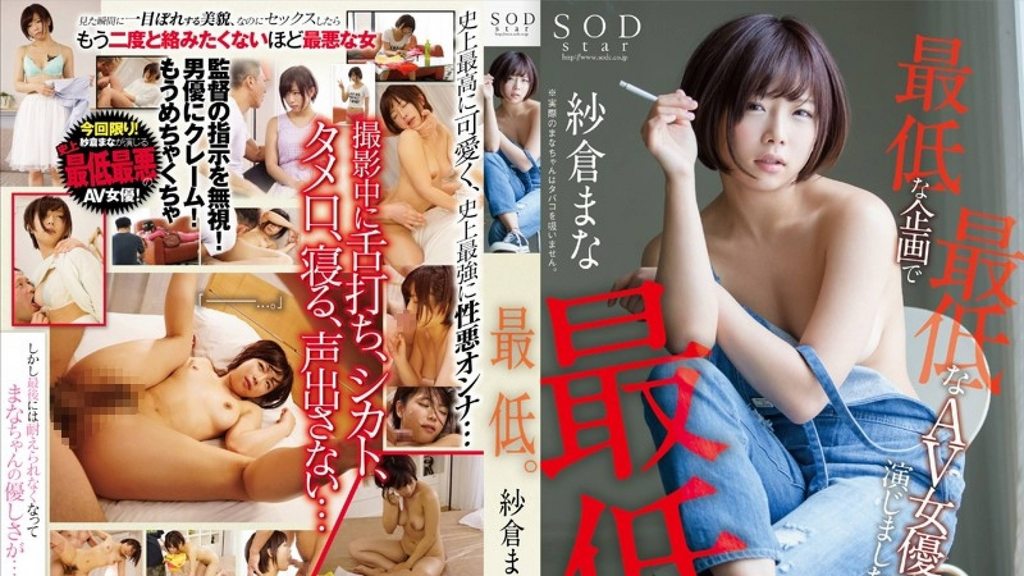 見た瞬間に一目ぼれする美貌、なのにセックスしたら
もう二度と絡みたくないほど最悪な女
監督の指示を無視!
男優にクレーム!
もうめちゃくちゃ
今回限り!
紗倉まなが演じる
史上
最低最悪
AV女優!
史上最高に可愛く、史上最強に性悪オンナ…
撮影中に舌打ち、シカト、
タメ口、寝る、声出さない…
『―――…。』
しかし最後には耐えられなくなって
まなちゃんの優しさが…
SOD
star
最低。
紗倉ま
SOD
star
http://www.sod.co.jp
紗倉まな
※実際のまなちゃんはタバコを吸いません。
最低な企画で
最低なAV女優
演じました
最低